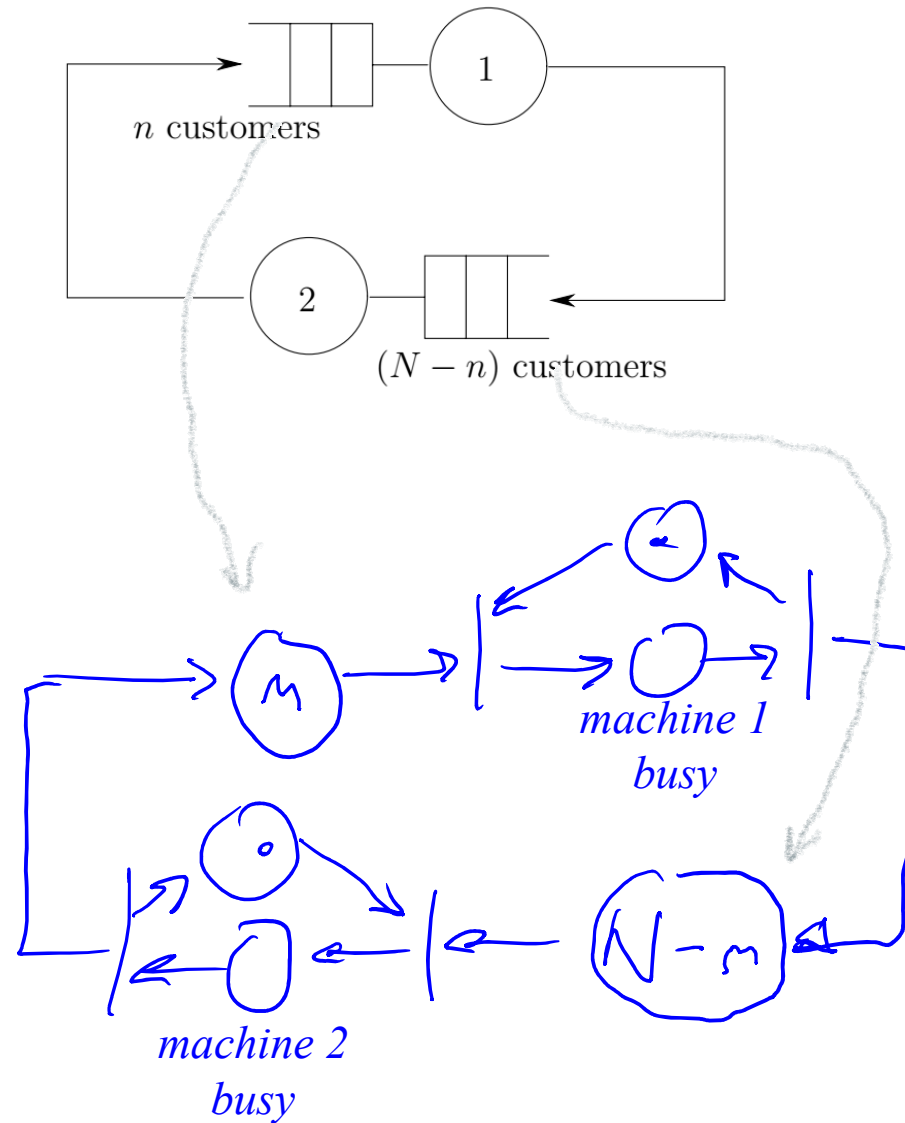 1
n customers
2
(N − n) customers
n
machine 1
busy
N-n
machine 2
busy